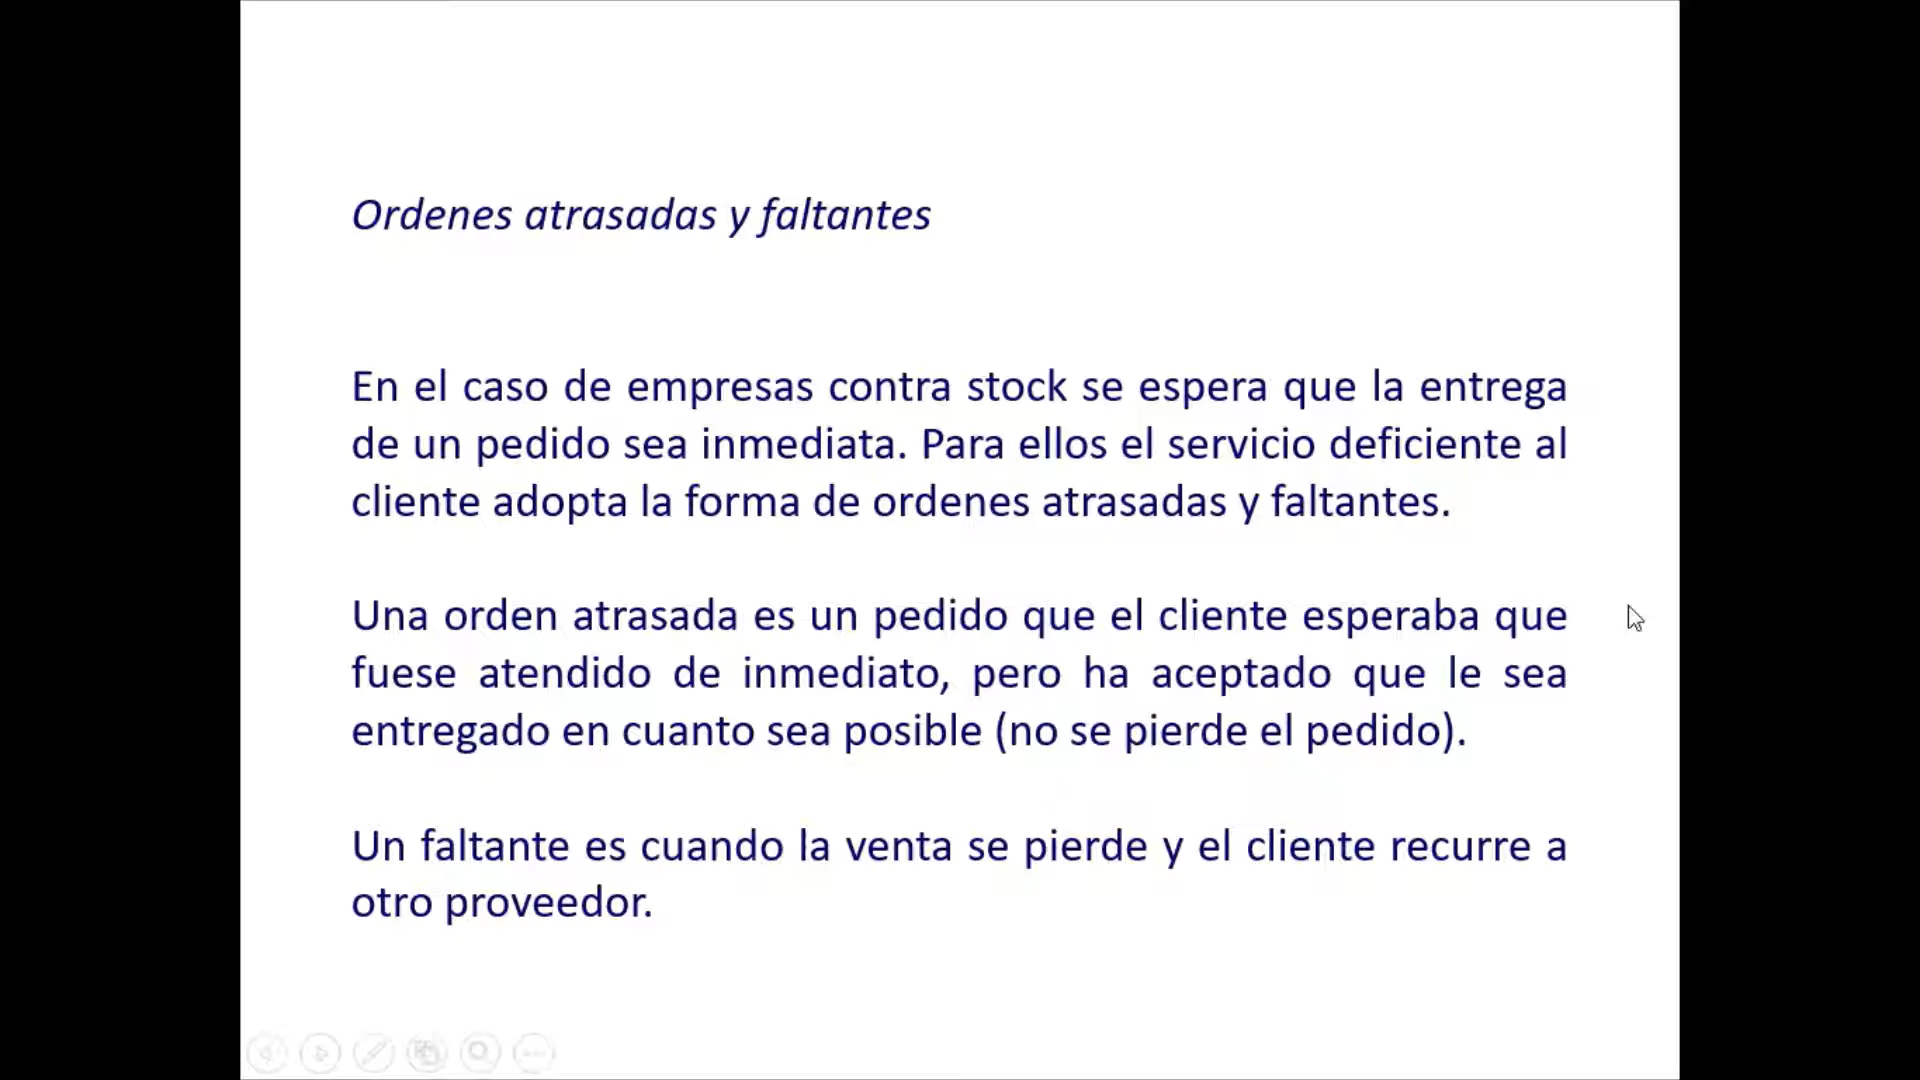 Ordenes atrasadas y faltantes
En el caso de empresas contra stock se espera que la entrega
de un pedido sea inmediata. Para ellos el servicio deficiente al
cliente adopta la forma de ordenes atrasadas y faltantes.
Una orden atrasada es un pedido que el cliente esperaba que
fuese atendido de inmediato, pero ha aceptado que le sea
entregado en cuanto sea posible (no se pierde el pedido).
Un faltante es cuando la venta se pierde y el cliente recurre a
otro proveedor.